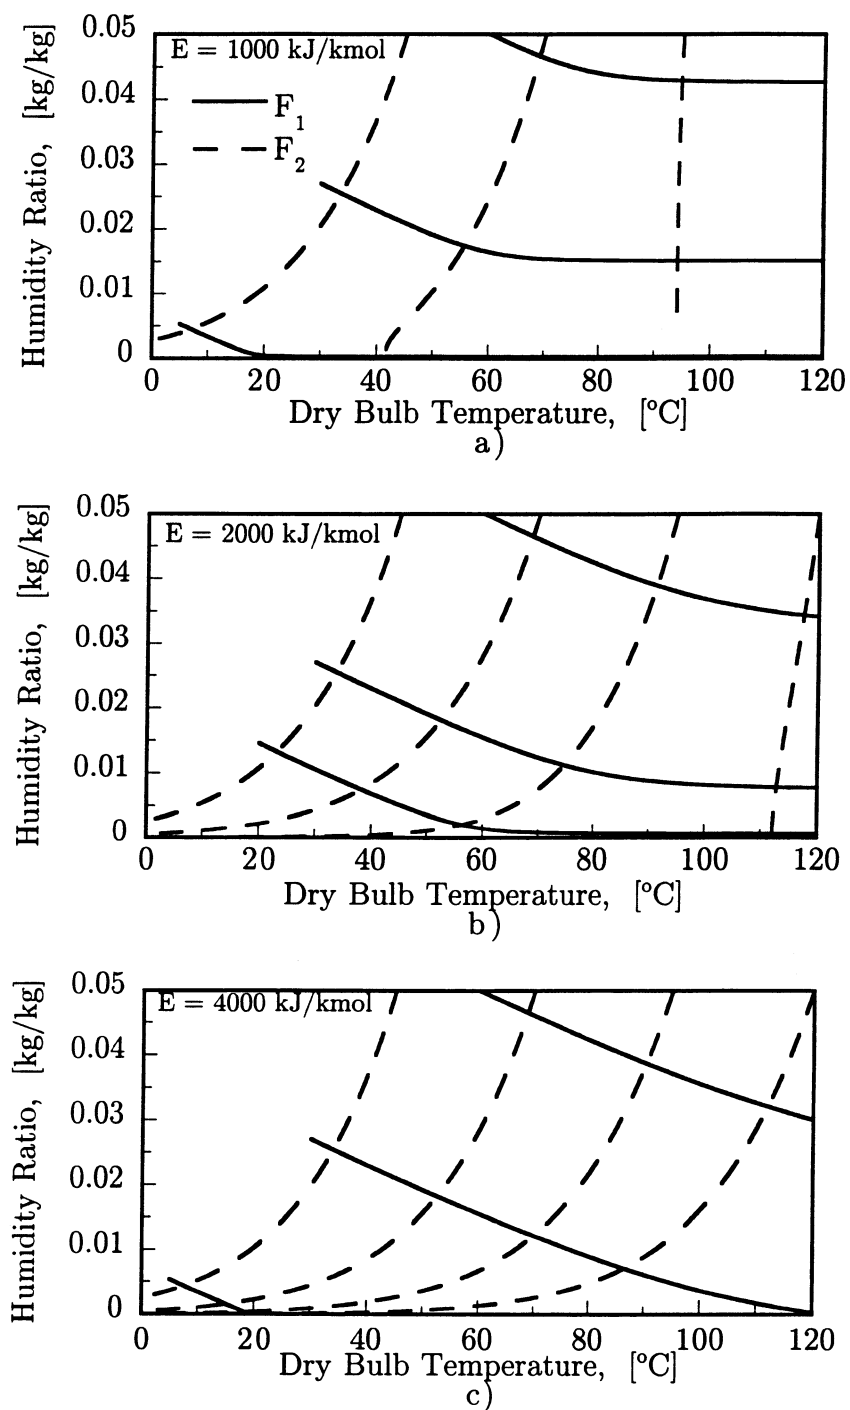 Humidity Ratio, [kg/kg]
0.05
0.04
0.03
0.02
0.01
0
E = 1000 kJ/kmol
F1
F2
0 20 40 60 80 100 120
Dry Bulb Temperature, [°C]
a)
Humidity Ratio, [kg/kg]
0.05
0.04
0.03
0.02
0.01
0
E = 2000 kJ/kmol
0 20 40 60 80 100 120
Dry Bulb Temperature, [°C]
b)
Humidity Ratio, [kg/kg]
0.05
0.04
0.03
0.02
0.01
0
E = 4000 kJ/kmol
0 20 40 60 80 100 120
Dry Bulb Temperature, [°C]
c)